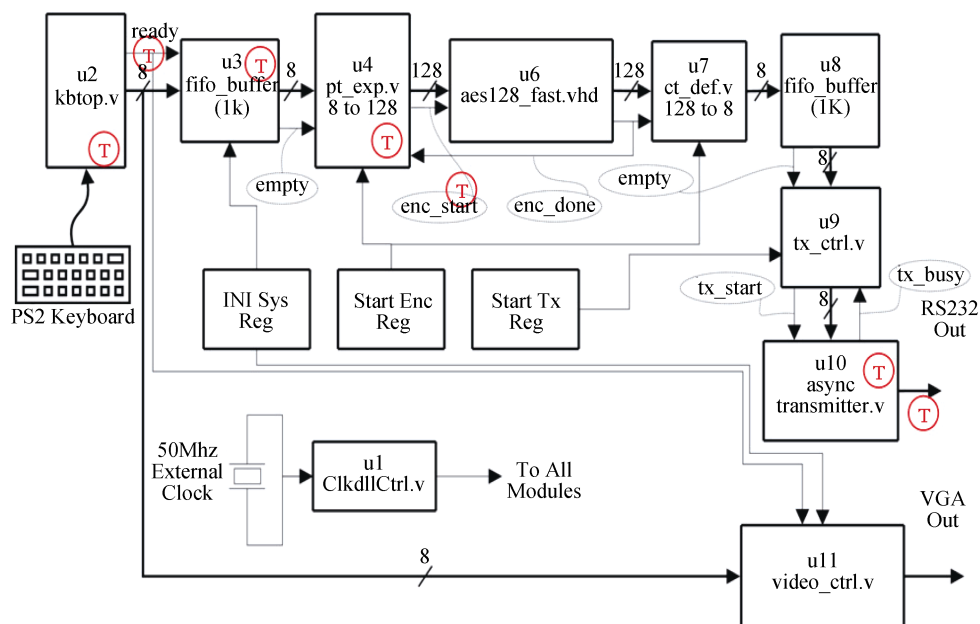 ready
T
8
u2
kbtop.v
T
u3
T
fifo_buffer
(1k)
8
u4
pt_exp.v
8 to 128
T
128
u6
aes128_fast.vhd
128
u7
ct_def.v
128 to 8
8
u8
fifo_buffer
(1K)
empty
T
enc_start
enc_done
empty
8
u9
tx_ctrl.v
PS2 Keyboard
INI Sys
Reg
Start Enc
Reg
Start Tx
Reg
tx_start
8
tx_busy
RS232
Out
u10
T
async
transmitter.v
T
50Mhz
External
Clock
u1
ClkdllCtrl.v
To All
Modules
VGA
Out
8
u11
video_ctrl.v